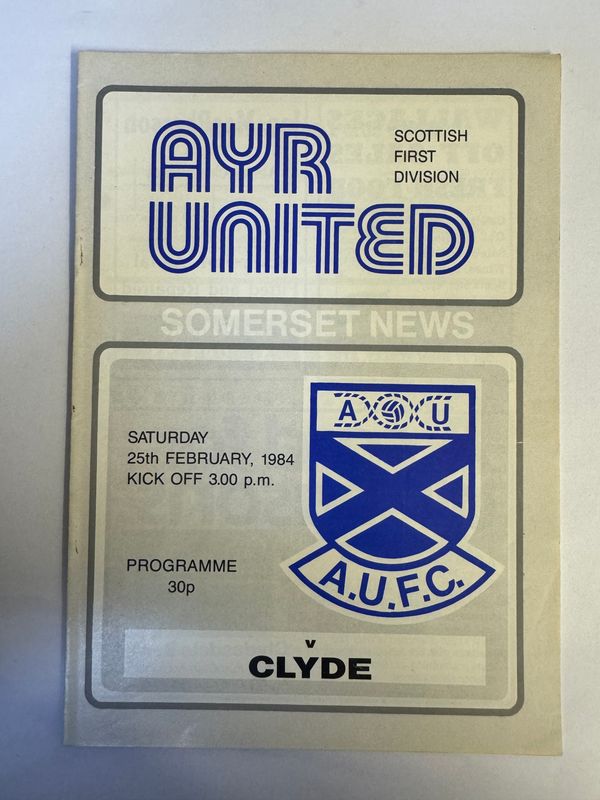 AYR
UNITED
SCOTTISH
FIRST
DIVISION
SOMERSET NEWS
SATURDAY
25th FEBRUARY, 1984
KICK OFF 3.00 p.m.
PROGRAMME
30p
A U
A.U.F.C.
v
CLYDE